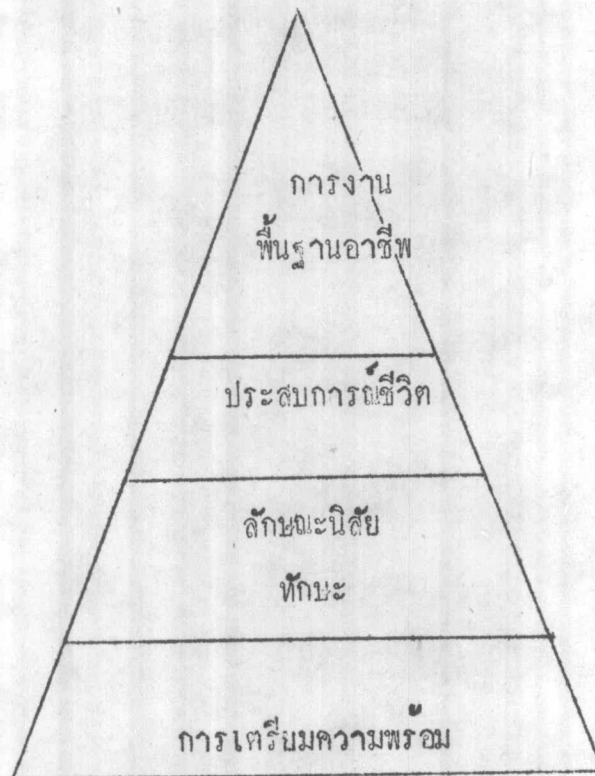 การงาน
พื้นฐานอาชีพ
ประสบการณ์ชีวิต
ลักษณะนิสัย
ทักษะ
การเตรียมความพร้อม